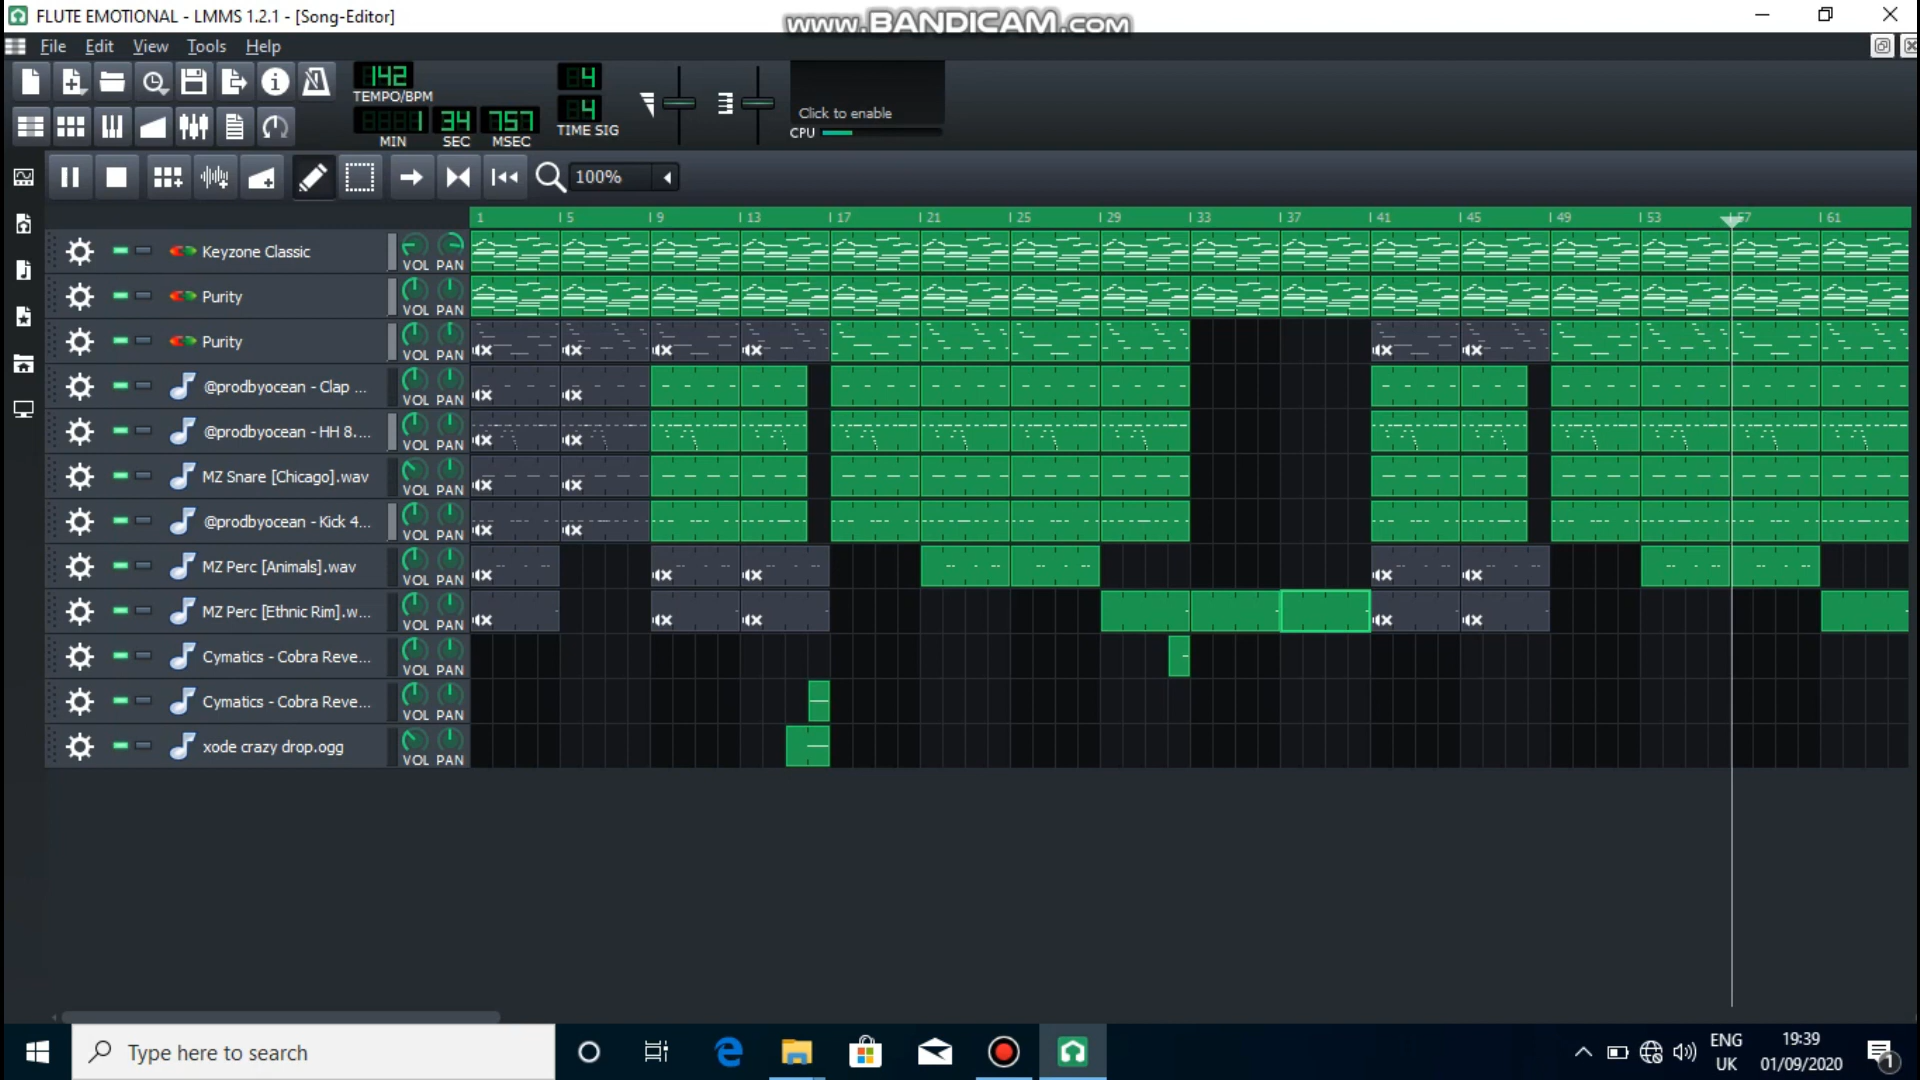 FLUTE EMOTIONAL - LMMS 1.2.1 - [Song-Editor]
www.BANDICAM.com
File Edit View Tools Help
142
TEMPO/BPM
1 34 757
MIN SEC MSEC
4
4
TIME SIG
Click to enable
CPU
100%
1 5 9 13 17 21 25 29 33 37 41 45 49 53 57 61
Keyzone Classic VOL PAN
Purity VOL PAN
Purity VOL PAN
@prodbyocean - Clap ... VOL PAN
@prodbyocean - HH 8.... VOL PAN
MZ Snare [Chicago].wav VOL PAN
@prodbyocean - Kick 4... VOL PAN
MZ Perc [Animals].wav VOL PAN
MZ Perc [Ethnic Rim].w... VOL PAN
Cymatics - Cobra Reve... VOL PAN
Cymatics - Cobra Reve... VOL PAN
xode crazy drop.ogg VOL PAN
Type here to search
ENG
UK
19:39
01/09/2020
1